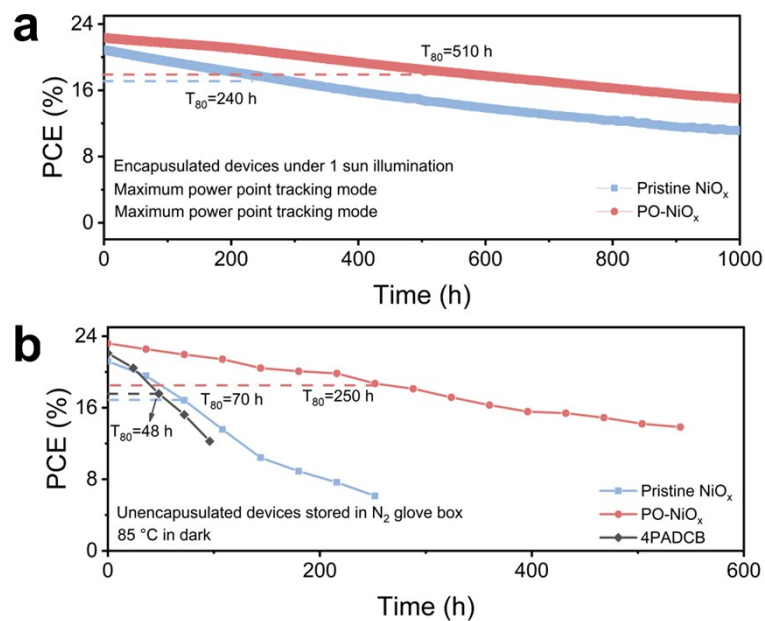 a
24
16
8
0
PCE (%)
T80=510 h
T80=240 h
Encapusulated devices under 1 sun illumination
Maximum power point tracking mode
Maximum power point tracking mode
Pristine NiOx
PO-NiOx
0 200 400 600 800 1000
Time (h)
b
24
16
8
0
PCE (%)
T80=70 h
T80=250 h
T80=48 h
Unencapusulated devices stored in N2 glove box
85 °C in dark
Pristine NiOx
PO-NiOx
4PADCB
0 200 400 600
Time (h)